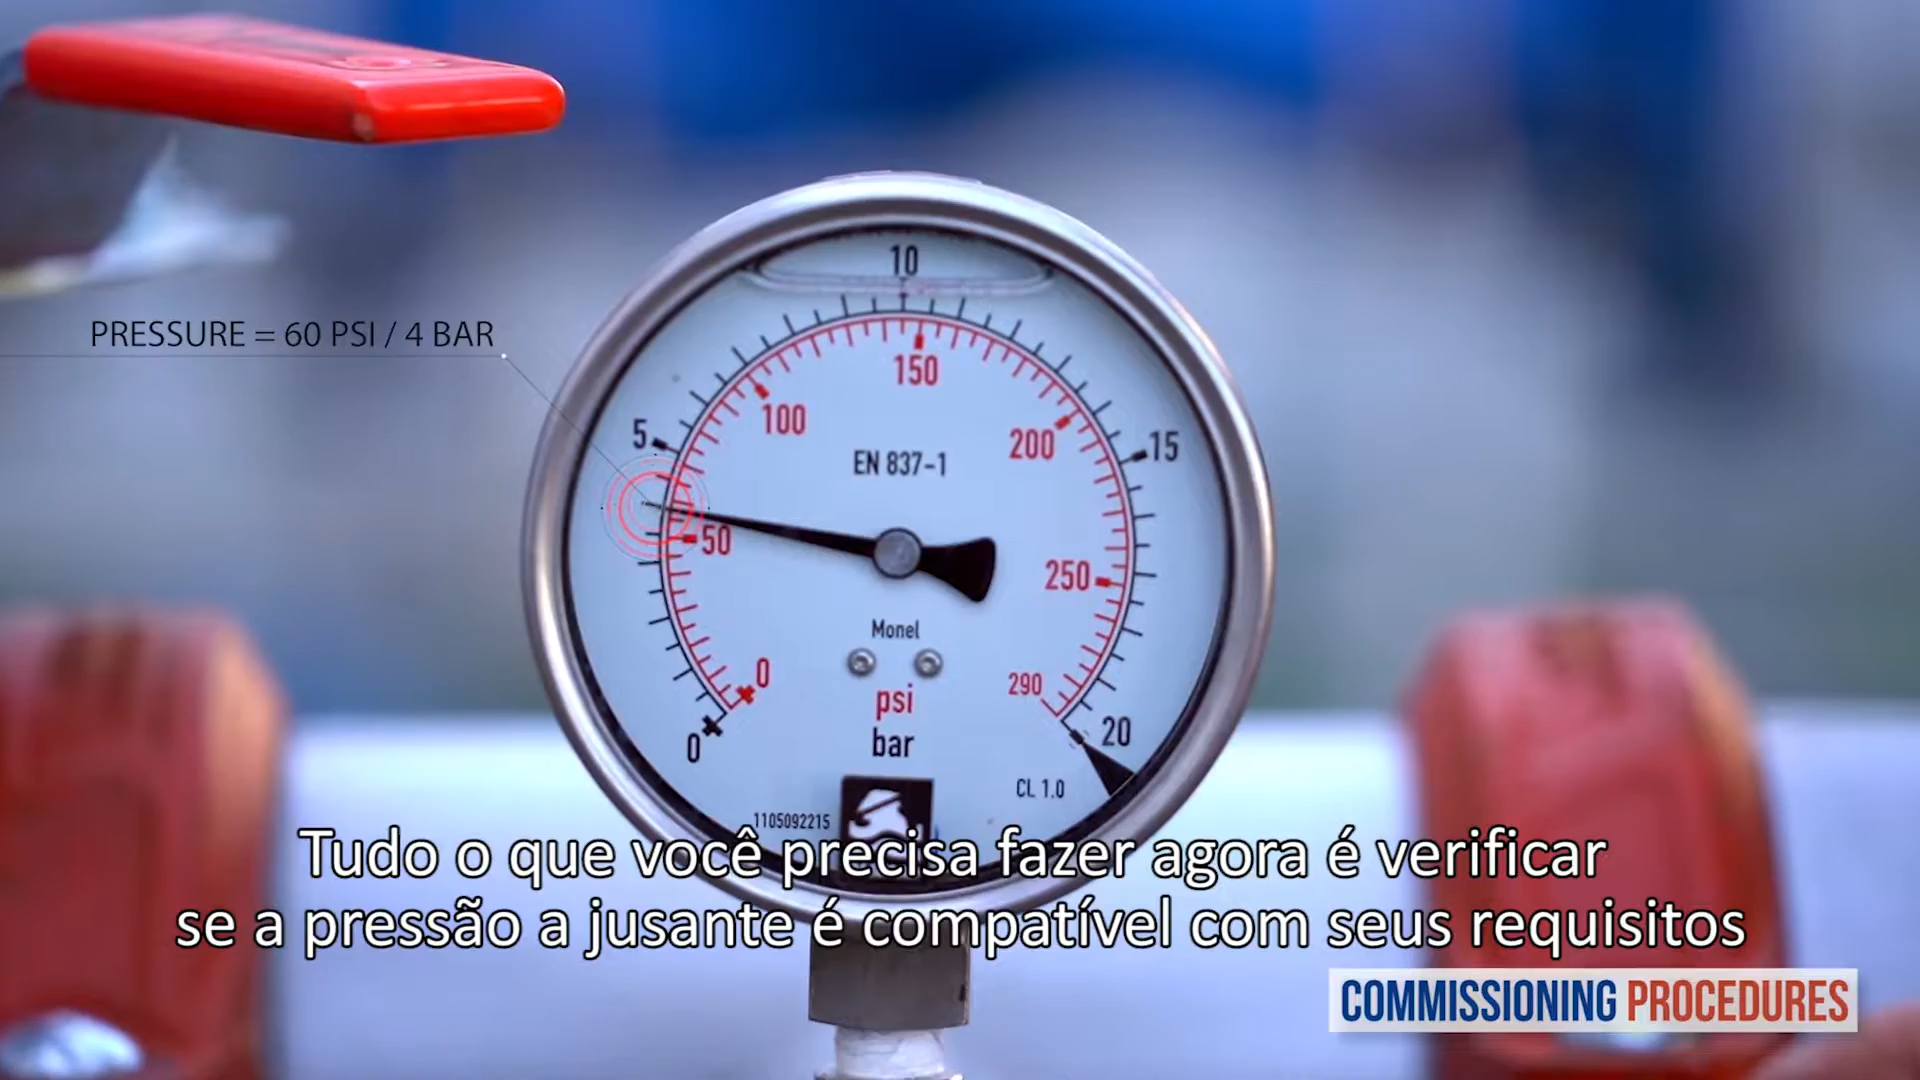 PRESSURE = 60 PSI / 4 BAR
10
150
100
5
200
15
EN 837-1
50
250
Monel
0
290
psi
0
bar
20
CL 1.0
1105092215
Tudo o que você precisa fazer agora é verificar
se a pressão a jusante é compatível com seus requisitos
COMMISSIONING PROCEDURES